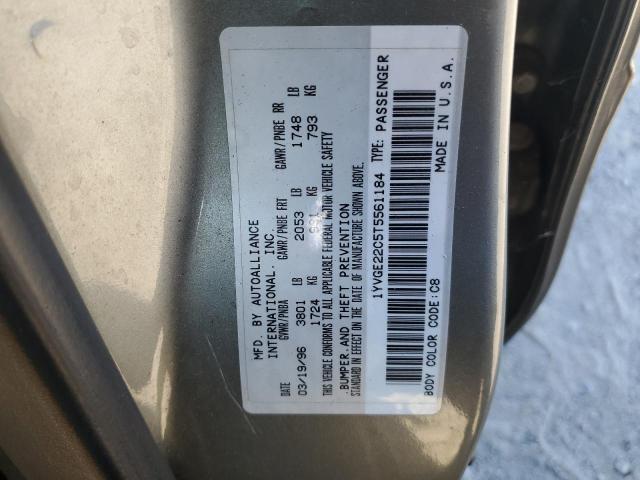 MFD. BY AUTOALLIANCE
INTERNATIONAL. INC.
GVWR/PNBA GAWR/PNBE FRT GAWR/PNBE RR
DATE 3801 LB 2053 LB 1748 LB
03/19/96 1724 KG KG 793 KG
THIS VEHICLE CONFORMS TO ALL APPLICABLE FEDERAL MOTOR VEHICLE SAFETY
.BUMPER.AND THEFT PREVENTION
STANDARD IN EFFECT ON THE DATE OF MANUFACTURE SHOWN ABOVE.
1YVGE22C5T5561184 TYPE: PASSENGER
BODY COLOR CODE:C8 MADE IN U.S.A.